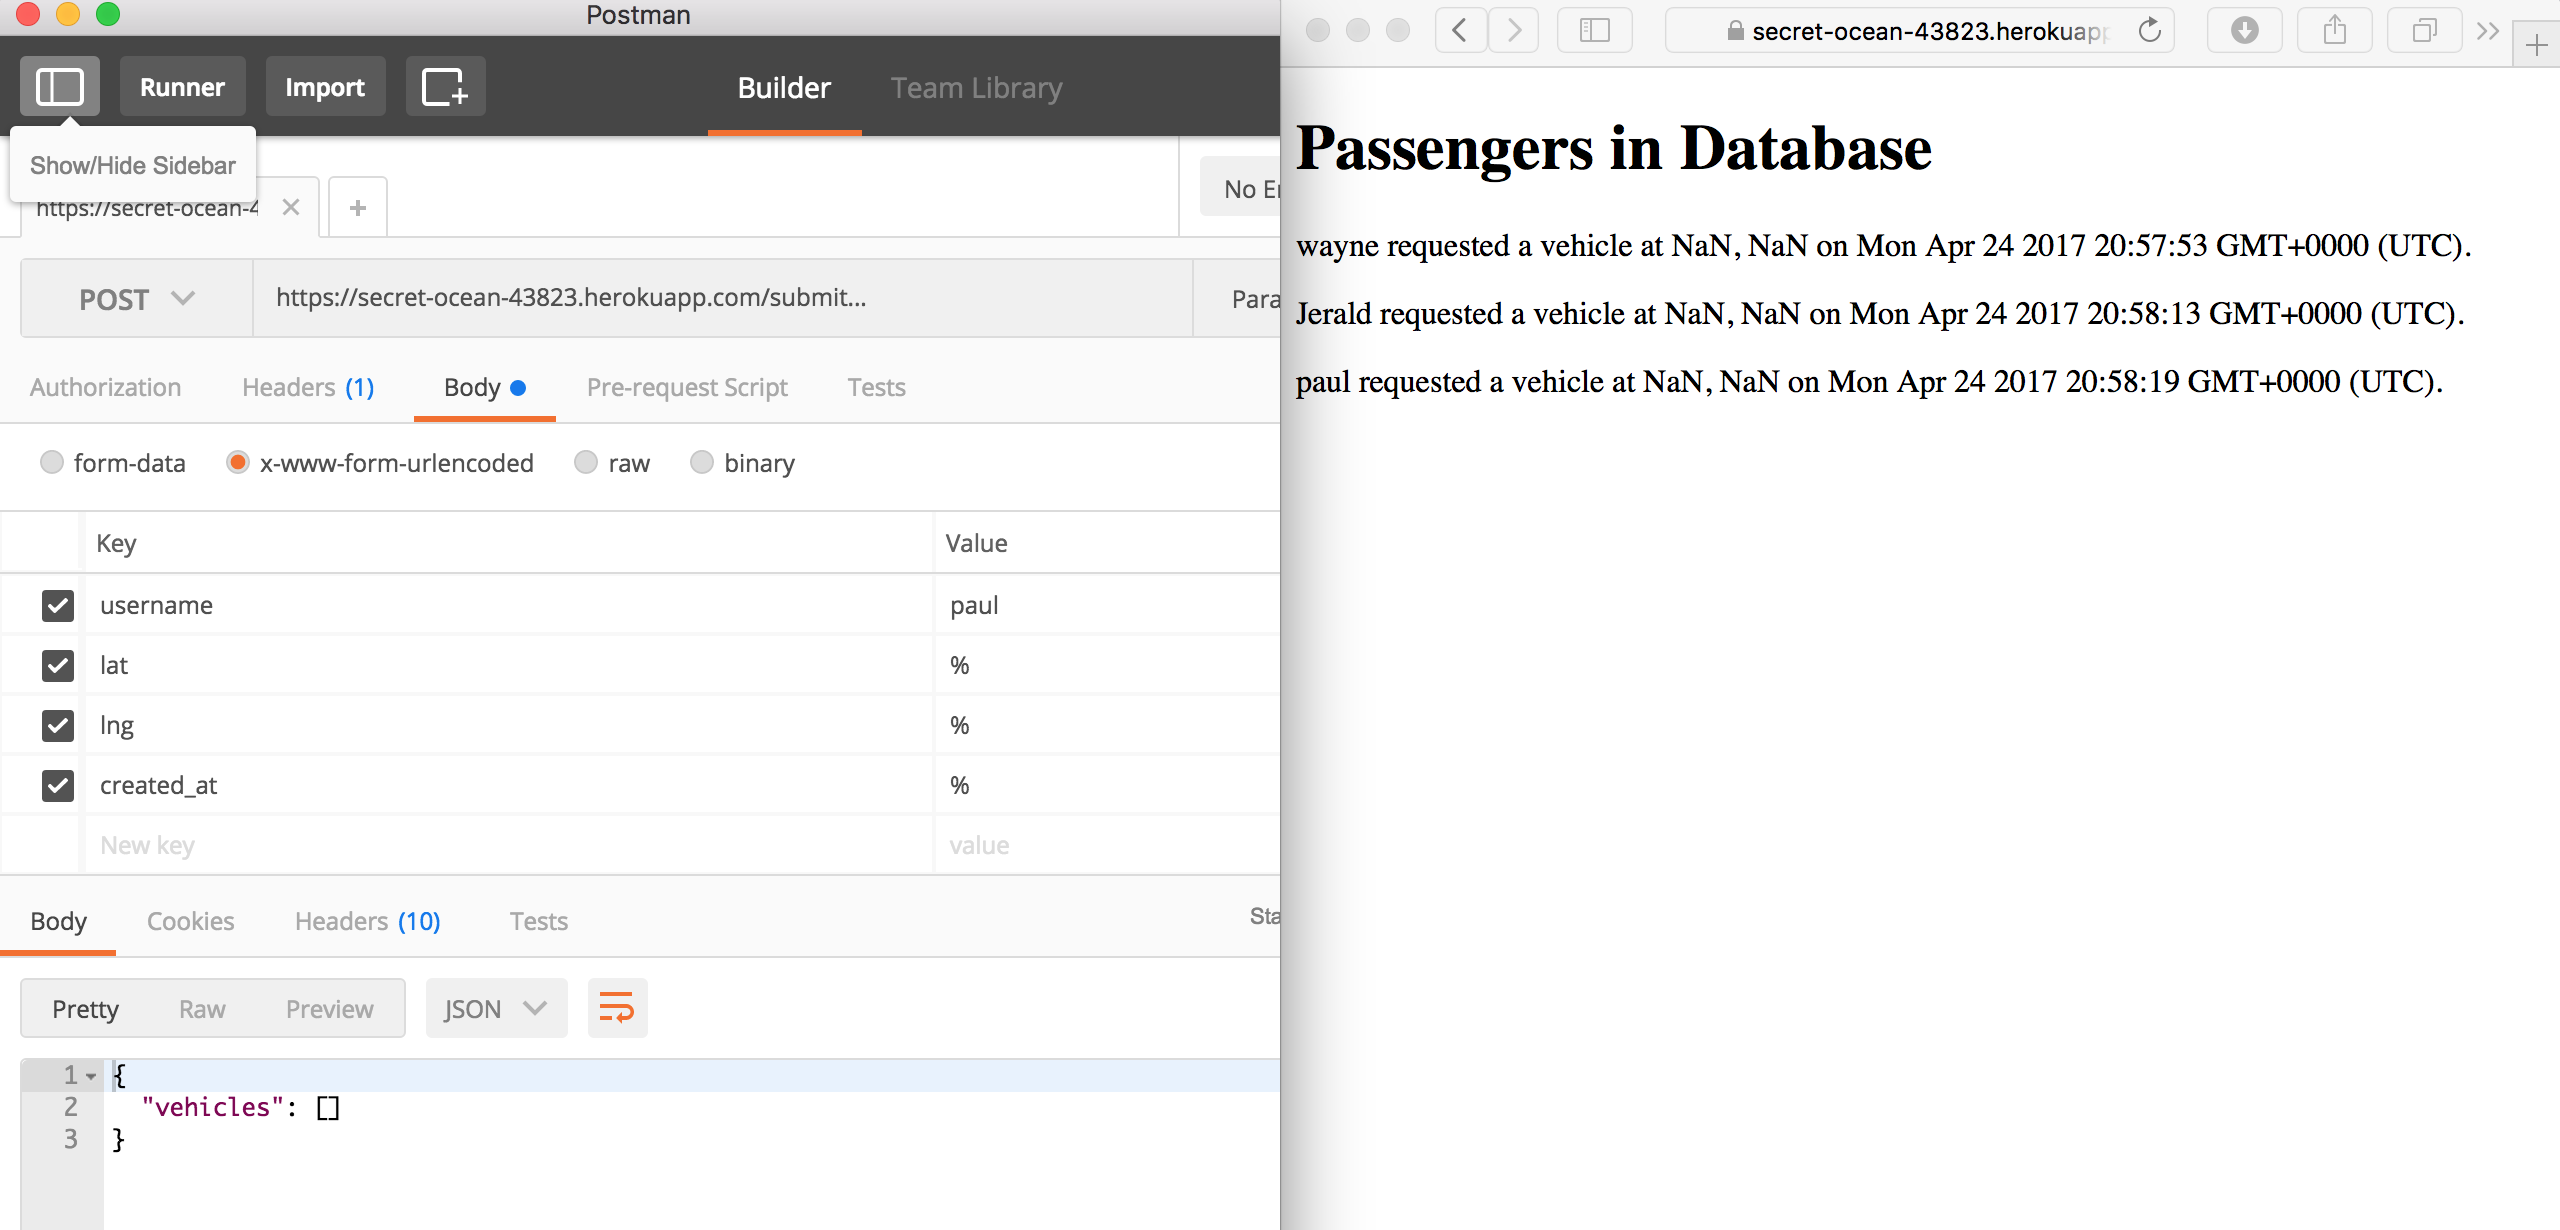 Postman
Runner
Import
Builder
Team Library
Show/Hide Sidebar
https://secret-ocean-4
No
POST
https://secret-ocean-43823.herokuapp.com/submit...
Para
Authorization
Headers (1)
Body
Pre-request Script
Tests
form-data
x-www-form-urlencoded
raw
binary
Key
Value
username
paul
lat
%
lng
%
created_at
%
New key
value
Body
Cookies
Headers (10)
Tests
Sta
Pretty
Raw
Preview
JSON
1 {
2 "vehicles": []
3 }
secret-ocean-43823.herokuapp
Passengers in Database
wayne requested a vehicle at NaN, NaN on Mon Apr 24 2017 20:57:53 GMT+0000 (UTC).
Jerald requested a vehicle at NaN, NaN on Mon Apr 24 2017 20:58:13 GMT+0000 (UTC).
paul requested a vehicle at NaN, NaN on Mon Apr 24 2017 20:58:19 GMT+0000 (UTC).